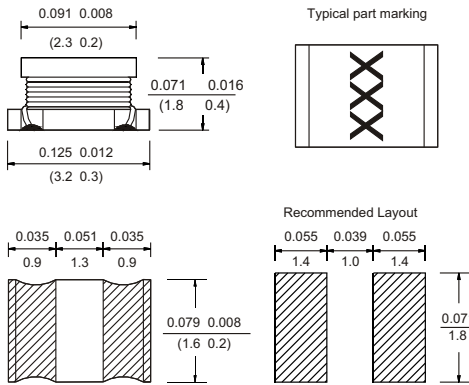 0.091 0.008
(2.3 0.2)
Typical part marking
0.071 0.016
(1.8 0.4)
0.125 0.012
(3.2 0.3)
Recommended Layout
0.035 0.051 0.035
0.9 1.3 0.9
0.055 0.039 0.055
1.4 1.0 1.4
0.079 0.008
(1.6 0.2)
0.07
1.8